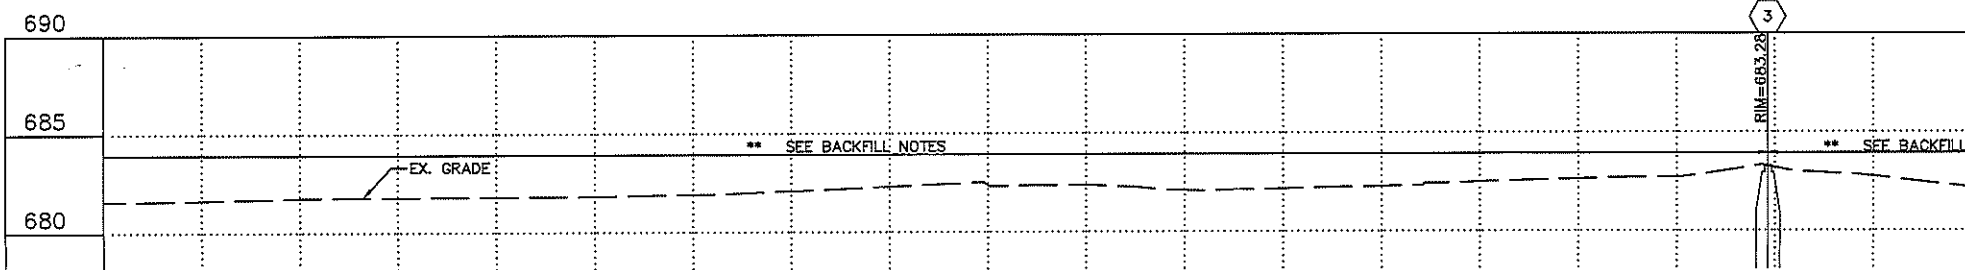 690
3
RIM=683.28
685
** SEE BACKFILL NOTES
** SEE BACKFILL
EX. GRADE
680